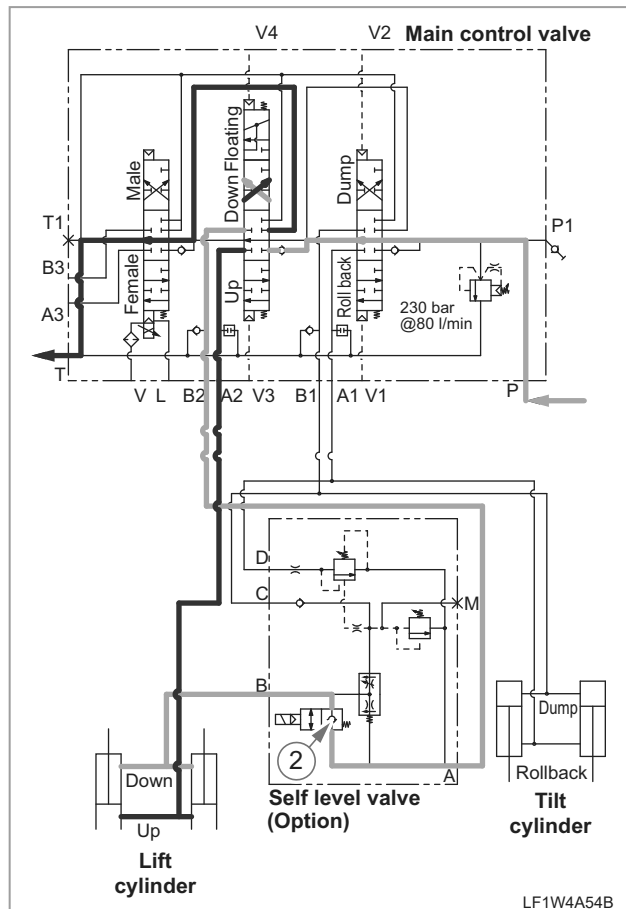 V4
V2
Main control valve
Male
Down Floating
Dump
T1
P1
B3
A3
Female
Up
Roll back
230 bar
@80 l/min
T
V
L
B2
A2
V3
B1
A1
V1
P
D
C
M
B
2
A
Down
Up
Lift
cylinder
Self level valve
(Option)
Dump
Rollback
Tilt
cylinder
LF1W4A54B